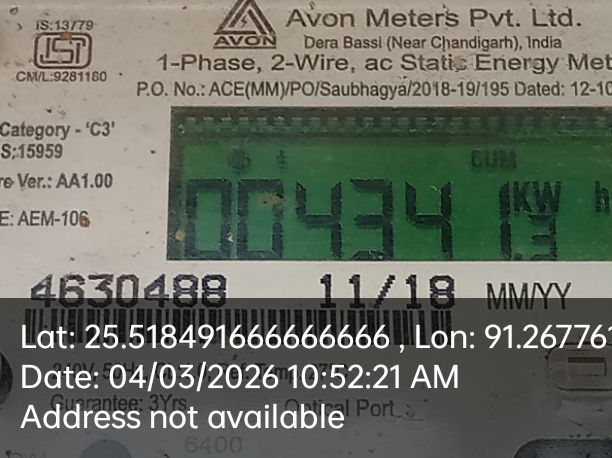 IS:13779
Avon Meters Pvt. Ltd.
AVON
Dera Bassi (Near Chandigarh), India
CM/L:9281180
1-Phase, 2-Wire, ac Static Energy Met
P.O. No.: ACE(MM)/PO/Saubhagya/2018-19/195 Dated: 12-10
Category - 'C3'
S:15959
re Ver.: AA1.00
E: AEM-106
CUM
004341.3
KW h
4630488 11/18 MM/YY
Lat: 25.518491666666666 , Lon: 91.267761
Date: 04/03/2026 10:52:21 AM
Guarantee: 3Yrs Optical Port
Address not available
6400